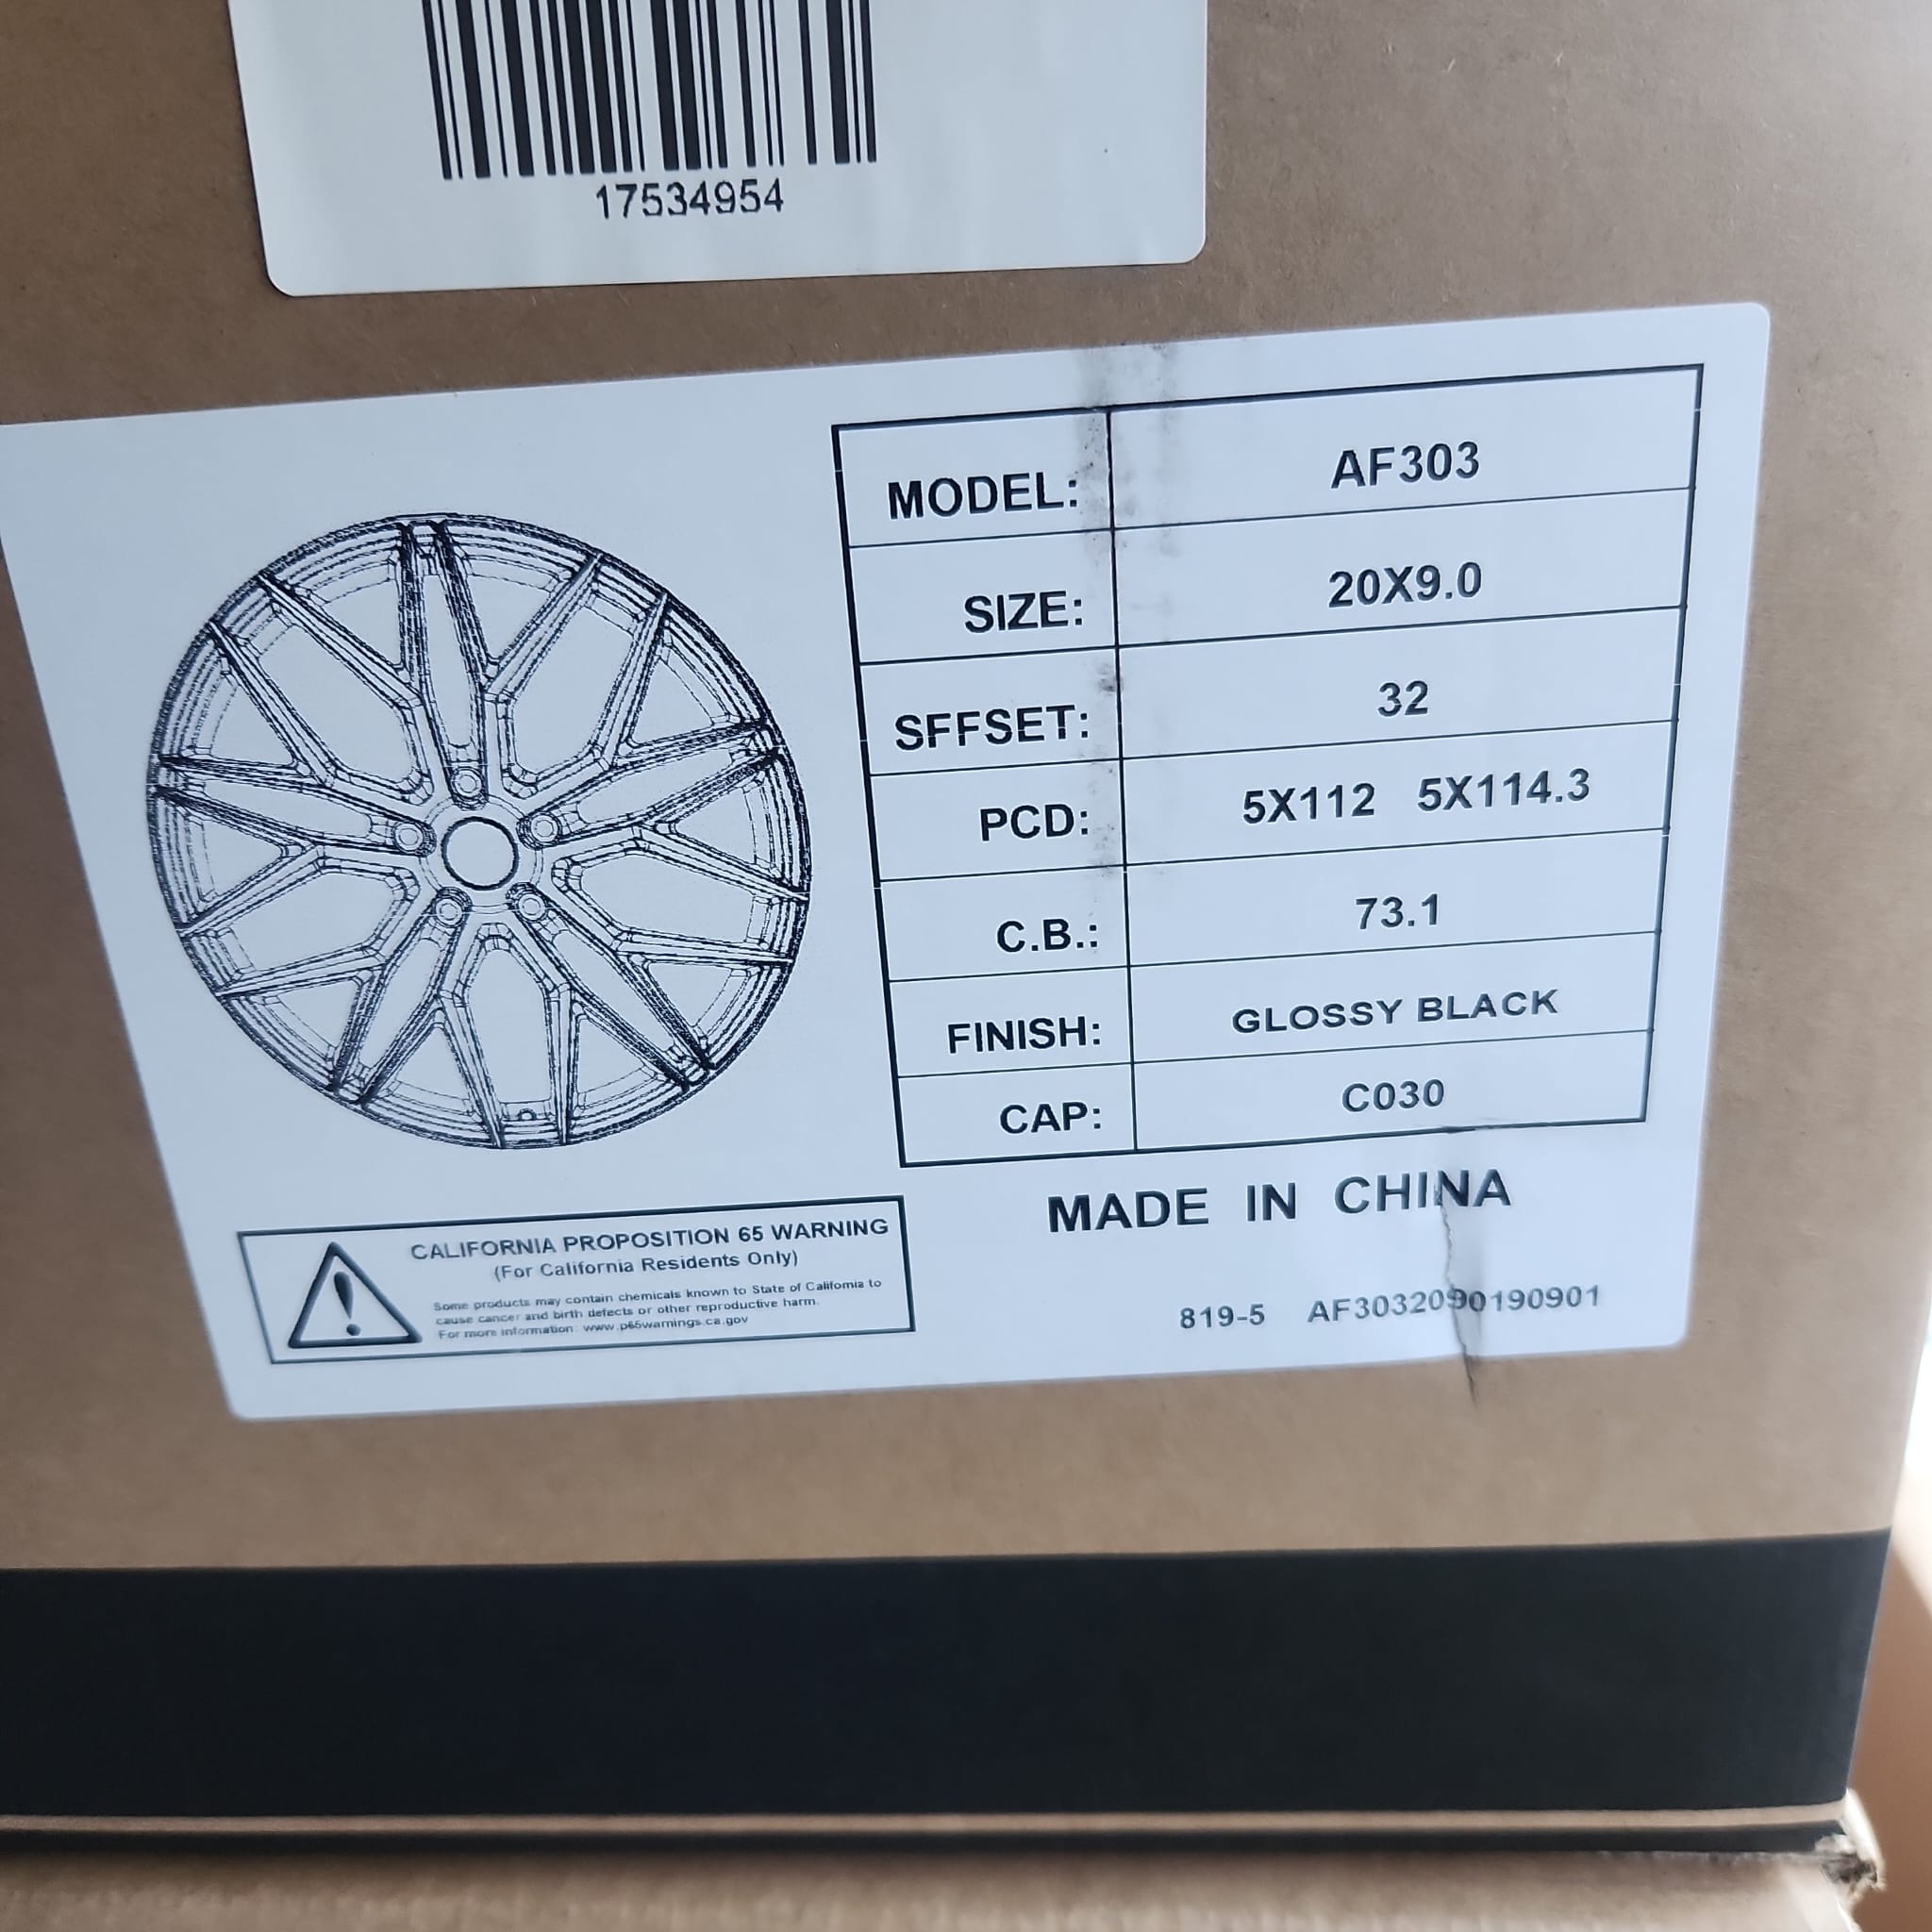 17534954
MODEL: AF303
SIZE: 20X9.0
SFFSET: 32
PCD: 5X112 5X114.3
C.B.: 73.1
FINISH: GLOSSY BLACK
CAP: C030
MADE IN CHINA
819-5 AF3032090190901
CALIFORNIA PROPOSITION 65 WARNING
(For California Residents Only)
Some products may contain chemicals known to State of California to
cause cancer and birth defects or other reproductive harm.
For more information: www.p65warnings.ca.gov